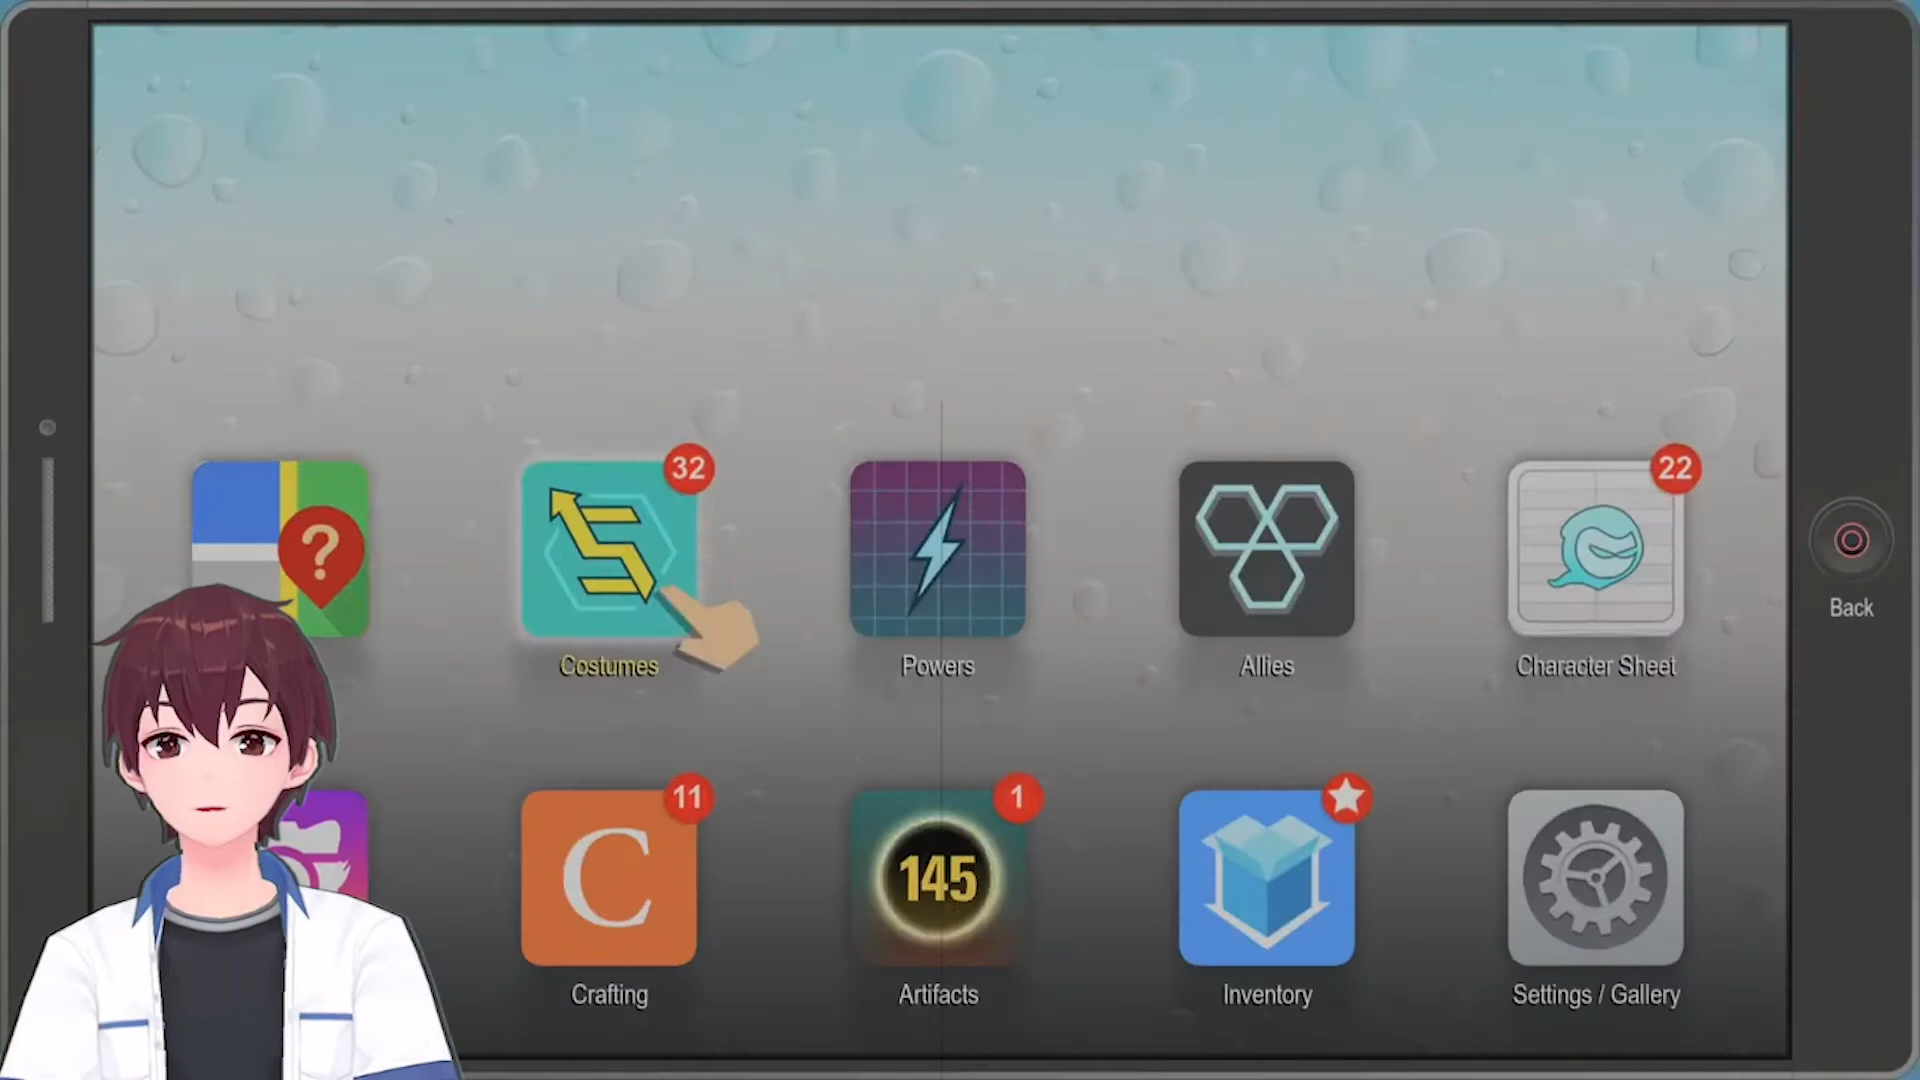 32
22
?
Back
Costumes
Powers
Allies
Character Sheet
11
1
C
145
Crafting
Artifacts
Inventory
Settings / Gallery